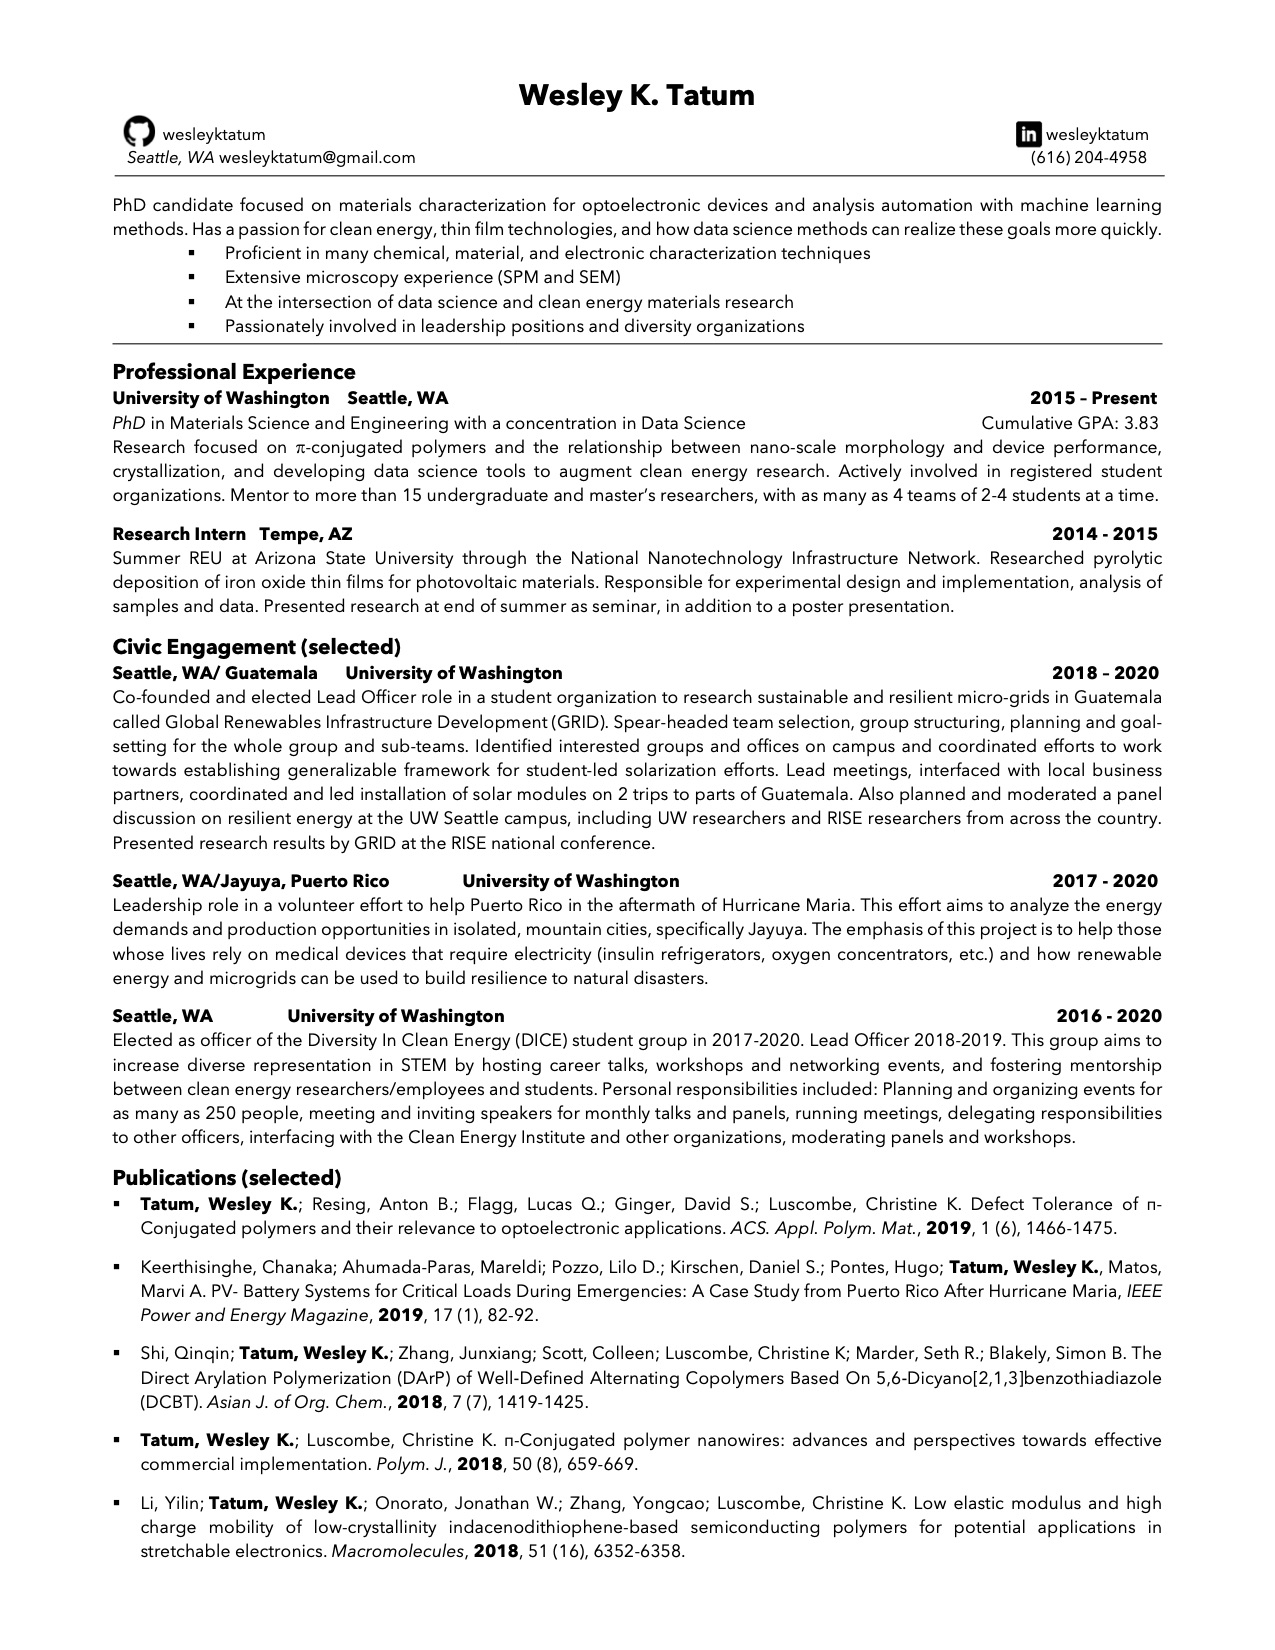 Wesley K. Tatum
wesleyktatum
in wesleyktatum
Seattle, WA wesleyktatum@gmail.com
(616) 204-4958
PhD candidate focused on materials characterization for optoelectronic devices and analysis automation with machine learning
methods. Has a passion for clean energy, thin film technologies, and how data science methods can realize these goals more quickly.
▪ Proficient in many chemical, material, and electronic characterization techniques
▪ Extensive microscopy experience (SPM and SEM)
▪ At the intersection of data science and clean energy materials research
▪ Passionately involved in leadership positions and diversity organizations
Professional Experience
University of Washington Seattle, WA 2015 – Present
PhD in Materials Science and Engineering with a concentration in Data Science Cumulative GPA: 3.83
Research focused on π-conjugated polymers and the relationship between nano-scale morphology and device performance,
crystallization, and developing data science tools to augment clean energy research. Actively involved in registered student
organizations. Mentor to more than 15 undergraduate and master’s researchers, with as many as 4 teams of 2-4 students at a time.
Research Intern Tempe, AZ 2014 - 2015
Summer REU at Arizona State University through the National Nanotechnology Infrastructure Network. Researched pyrolytic
deposition of iron oxide thin films for photovoltaic materials. Responsible for experimental design and implementation, analysis of
samples and data. Presented research at end of summer as seminar, in addition to a poster presentation.
Civic Engagement (selected)
Seattle, WA/ Guatemala University of Washington 2018 – 2020
Co-founded and elected Lead Officer role in a student organization to research sustainable and resilient micro-grids in Guatemala
called Global Renewables Infrastructure Development (GRID). Spear-headed team selection, group structuring, planning and goal-
setting for the whole group and sub-teams. Identified interested groups and offices on campus and coordinated efforts to work
towards establishing generalizable framework for student-led solarization efforts. Lead meetings, interfaced with local business
partners, coordinated and led installation of solar modules on 2 trips to parts of Guatemala. Also planned and moderated a panel
discussion on resilient energy at the UW Seattle campus, including UW researchers and RISE researchers from across the country.
Presented research results by GRID at the RISE national conference.
Seattle, WA/Jayuya, Puerto Rico University of Washington 2017 - 2020
Leadership role in a volunteer effort to help Puerto Rico in the aftermath of Hurricane Maria. This effort aims to analyze the energy
demands and production opportunities in isolated, mountain cities, specifically Jayuya. The emphasis of this project is to help those
whose lives rely on medical devices that require electricity (insulin refrigerators, oxygen concentrators, etc.) and how renewable
energy and microgrids can be used to build resilience to natural disasters.
Seattle, WA University of Washington 2016 - 2020
Elected as officer of the Diversity In Clean Energy (DICE) student group in 2017-2020. Lead Officer 2018-2019. This group aims to
increase diverse representation in STEM by hosting career talks, workshops and networking events, and fostering mentorship
between clean energy researchers/employees and students. Personal responsibilities included: Planning and organizing events for
as many as 250 people, meeting and inviting speakers for monthly talks and panels, running meetings, delegating responsibilities
to other officers, interfacing with the Clean Energy Institute and other organizations, moderating panels and workshops.
Publications (selected)
▪ Tatum, Wesley K.; Resing, Anton B.; Flagg, Lucas Q.; Ginger, David S.; Luscombe, Christine K. Defect Tolerance of π-
Conjugated polymers and their relevance to optoelectronic applications. ACS. Appl. Polym. Mat., 2019, 1 (6), 1466-1475.
▪ Keerthisinghe, Chanaka; Ahumada-Paras, Mareldi; Pozzo, Lilo D.; Kirschen, Daniel S.; Pontes, Hugo; Tatum, Wesley K., Matos,
Marvi A. PV- Battery Systems for Critical Loads During Emergencies: A Case Study from Puerto Rico After Hurricane Maria, IEEE
Power and Energy Magazine, 2019, 17 (1), 82-92.
▪ Shi, Qinqin; Tatum, Wesley K.; Zhang, Junxiang; Scott, Colleen; Luscombe, Christine K; Marder, Seth R.; Blakely, Simon B. The
Direct Arylation Polymerization (DArP) of Well-Defined Alternating Copolymers Based On 5,6-Dicyano[2,1,3]benzothiadiazole
(DCBT). Asian J. of Org. Chem., 2018, 7 (7), 1419-1425.
▪ Tatum, Wesley K.; Luscombe, Christine K. π-Conjugated polymer nanowires: advances and perspectives towards effective
commercial implementation. Polym. J., 2018, 50 (8), 659-669.
▪ Li, Yilin; Tatum, Wesley K.; Onorato, Jonathan W.; Zhang, Yongcao; Luscombe, Christine K. Low elastic modulus and high
charge mobility of low-crystallinity indacenodithiophene-based semiconducting polymers for potential applications in
stretchable electronics. Macromolecules, 2018, 51 (16), 6352-6358.